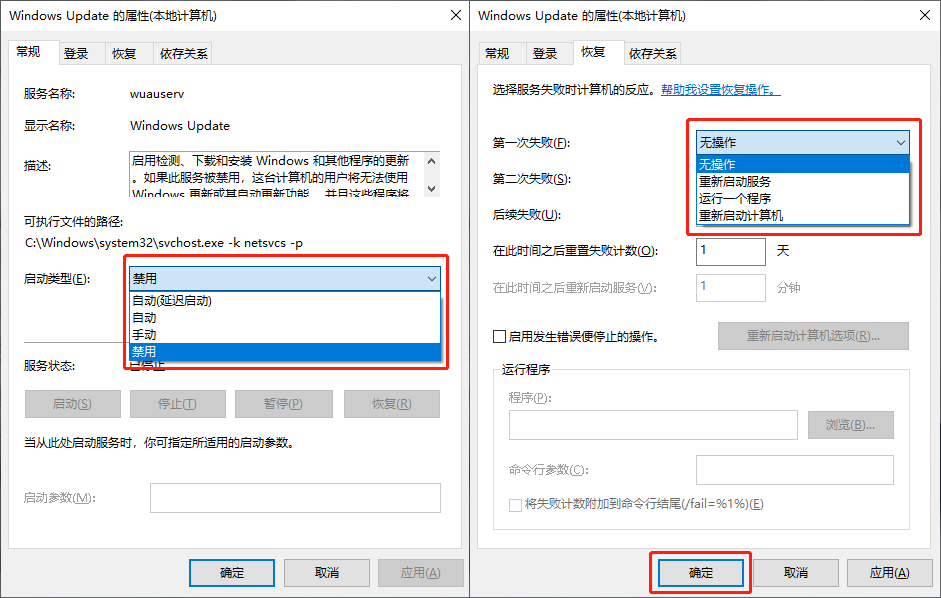 Windows Update 的属性(本地计算机)
常规
登录
恢复
依存关系
服务名称:
wuauserv
显示名称:
Windows Update
描述:
启用检测、下载和安装 Windows 和其他程序的更新
。如果此服务被禁用，这台计算机的用户将无法使用
Windows 更新或其自动更新功能，并且这些程序将
可执行文件的路径:
C:\Windows\system32\svchost.exe -k netsvcs -p
启动类型(E):
禁用
自动(延迟启动)
自动
手动
禁用
服务状态:
已停止
启动(S)
停止(T)
暂停(P)
恢复(R)
当从此处启动服务时，你可指定所适用的启动参数。
启动参数(M):
确定
取消
应用(A)
Windows Update 的属性(本地计算机)
常规
登录
恢复
依存关系
选择服务失败时计算机的反应。帮助我设置恢复操作。
第一次失败(F):
无操作
无操作
重新启动服务
运行一个程序
重新启动计算机
第二次失败(S):
后续失败(U):
在此时间之后重置失败计数(O):
1
天
在此时间之后重新启动服务(V):
1
分钟
启用发生错误便停止的操作。
重新启动计算机选项(R)...
运行程序
程序(P):
浏览(B)...
命令行参数(C):
将失败计数附加到命令行结尾(/fail=%1%)(E)
确定
取消
应用(A)